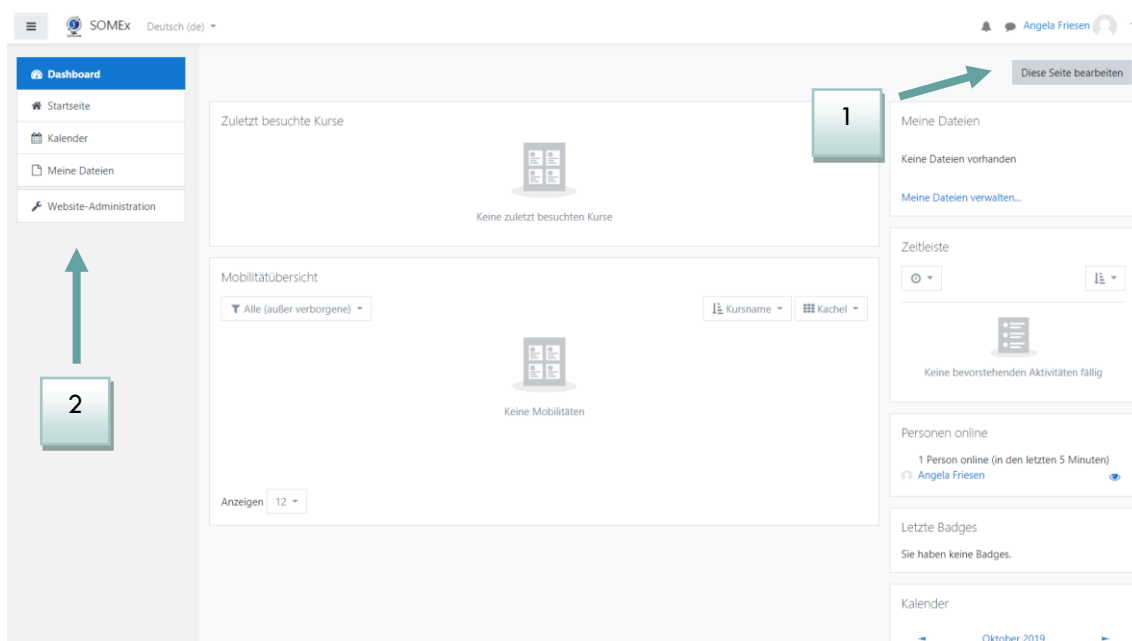 SOMEx Deutsch (de)
Angela Friesen
Dashboard
Startseite
Kalender
Meine Dateien
Website-Administration
2
Diese Seite bearbeiten
1
Zuletzt besuchte Kurse
Keine zuletzt besuchten Kurse
Mobilitätübersicht
Alle (außer verborgene)
Kursname
Kachel
Keine Mobilitäten
Anzeigen 12
Meine Dateien
Keine Dateien vorhanden
Meine Dateien verwalten...
Zeitleiste
Keine bevorstehenden Aktivitäten fällig
Personen online
1 Person online (in den letzten 5 Minuten)
Angela Friesen
Letzte Badges
Sie haben keine Badges.
Kalender
Oktober 2019